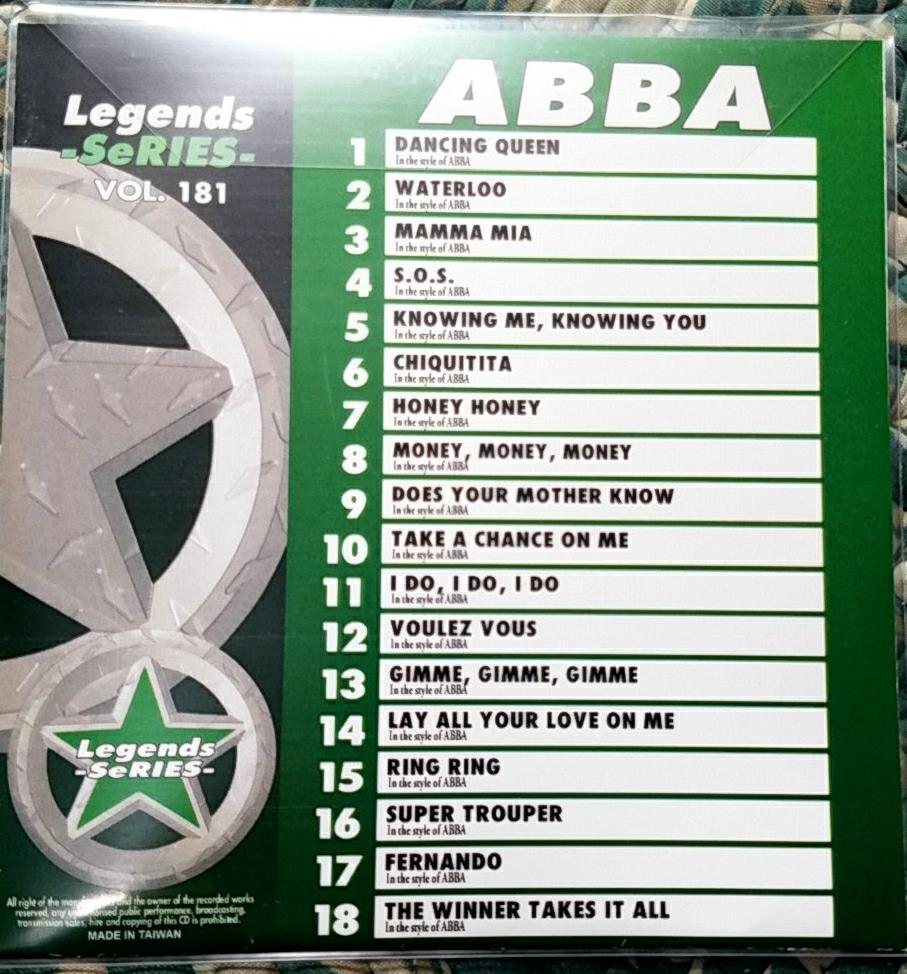 Legends
-SeRIES-
VOL. 181
ABBA
1 DANCING QUEEN
In the style of ABBA
2 WATERLOO
In the style of ABBA
3 MAMMA MIA
In the style of ABBA
4 S.O.S.
In the style of ABBA
5 KNOWING ME, KNOWING YOU
In the style of ABBA
6 CHIQUITITA
In the style of ABBA
7 HONEY HONEY
In the style of ABBA
8 MONEY, MONEY, MONEY
In the style of ABBA
9 DOES YOUR MOTHER KNOW
In the style of ABBA
10 TAKE A CHANCE ON ME
In the style of ABBA
11 I DO, I DO, I DO
In the style of ABBA
12 VOULEZ VOUS
In the style of ABBA
13 GIMME, GIMME, GIMME
In the style of ABBA
14 LAY ALL YOUR LOVE ON ME
In the style of ABBA
15 RING RING
In the style of ABBA
16 SUPER TROUPER
In the style of ABBA
17 FERNANDO
In the style of ABBA
18 THE WINNER TAKES IT ALL
In the style of ABBA
Legends
-SeRIES-
All right of the and the owner of the recorded works
reserved, any public performance, broadcasting,
transmission sales, hire and copying of this CD is prohibited.
MADE IN TAIWAN